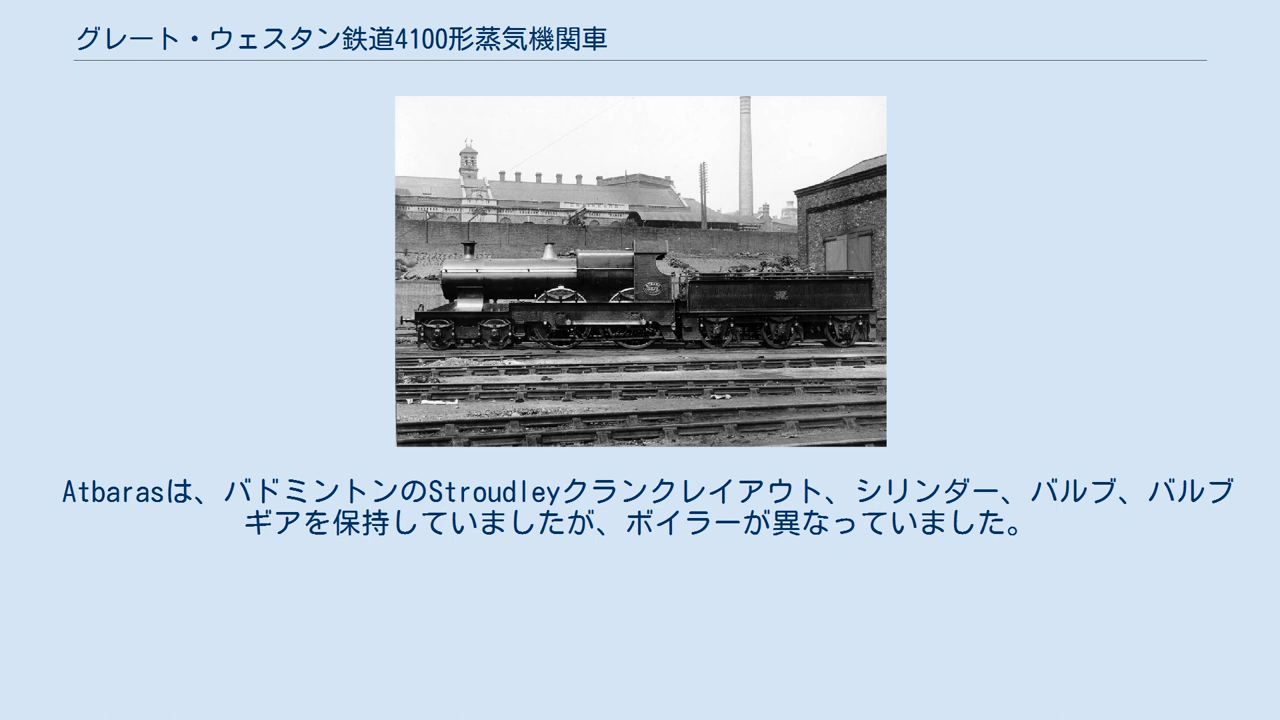 グレート・ウェスタン鉄道4100形蒸気機関車
Atbarasは、バドミントンのStroudleyクランクレイアウト、シリンダー、バルブ、バルブ
ギアを保持していましたが、ボイラーが異なっていました。